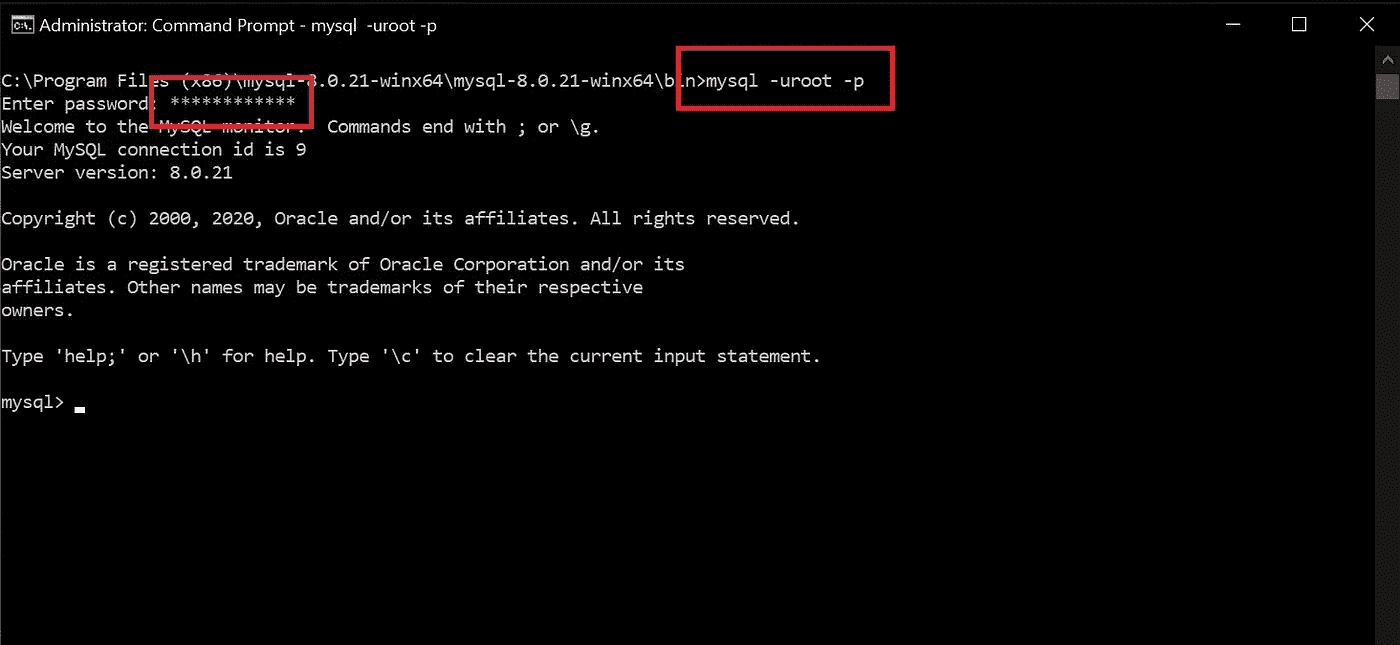 Administrator: Command Prompt - mysql  -uroot -p
C:\Program Files (x86)\mysql-8.0.21-winx64\mysql-8.0.21-winx64\bin>mysql -uroot -p
Enter password: ************
Welcome to the MySQL monitor.  Commands end with ; or \g.
Your MySQL connection id is 9
Server version: 8.0.21
Copyright (c) 2000, 2020, Oracle and/or its affiliates. All rights reserved.
Oracle is a registered trademark of Oracle Corporation and/or its
affiliates. Other names may be trademarks of their respective
owners.
Type 'help;' or '\h' for help. Type '\c' to clear the current input statement.
mysql>